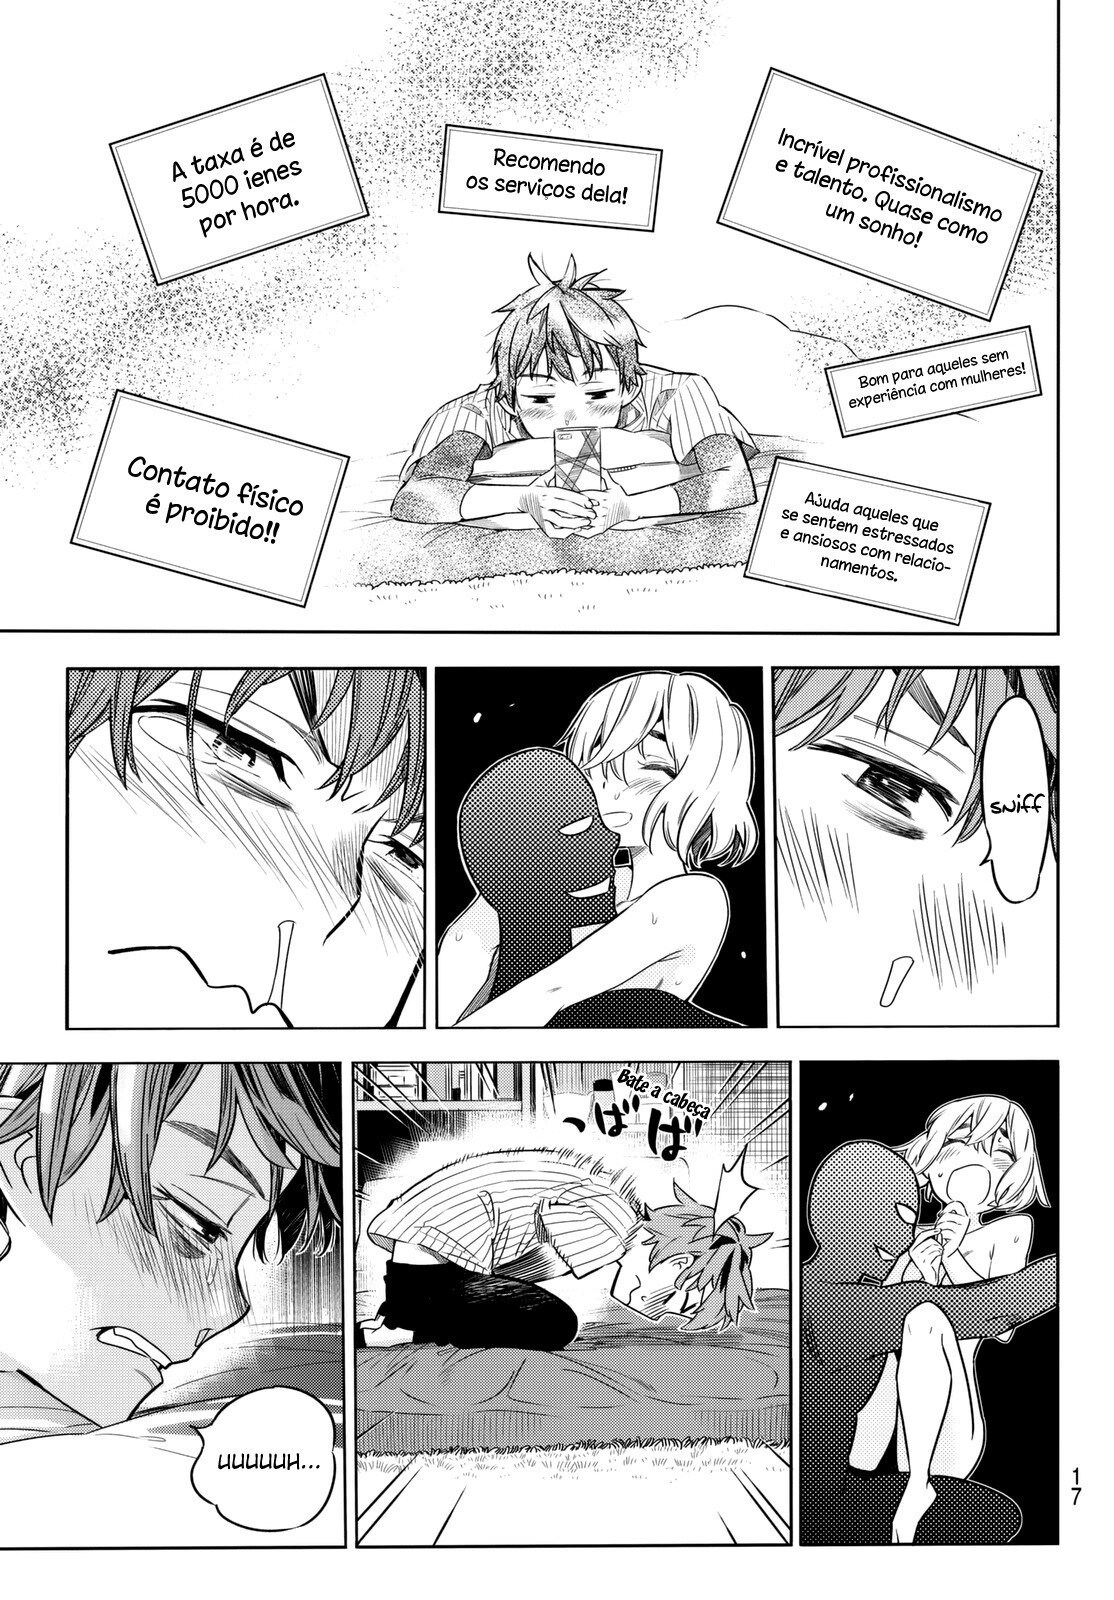 Incrível profissionalismo
e talento. Quase como
um sonho!
Recomendo
os serviços dela!
A taxa é de
5000 ienes
por hora.
Bom para aqueles sem
experiência com mulheres!
Ajuda aqueles que
se sentem estressados
e ansiosos com relacio-
namentos.
Contato físico
é proibido!!
sniff
Bate a cabeça
ばばっ
uuuuuh...
17